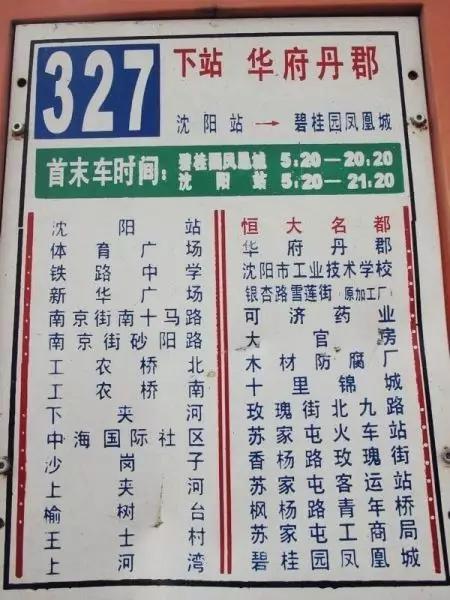 327
下站 华府丹郡
沈阳站→碧桂园凤凰城
首末车时间：
碧桂园凤凰城 5:20—20:20
沈阳站 5:20—21:20
沈阳站
体育广场
铁路中学
新华广场
南京街南十马路
南京街砂阳路
工农桥北
工农桥南
下夹河
中海国际社区
沙岗子
上夹河
榆树台
王士村
上河湾
恒大名都
华府丹郡
沈阳市工业技术学校
银杏路雪莲街 原加工厂
可济药业
大官房
木材防腐厂
十里锦城
玫瑰街北九路
苏家屯火车站
香杨路玫瑰街
苏家屯客运站
枫杨路青年桥
苏家屯工商局
碧桂园凤凰城